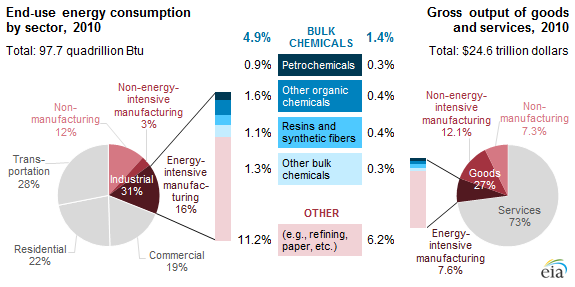 End-use energy consumption
by sector, 2010
Total: 97.7 quadrillion Btu
Non-energy-
intensive
manufacturing
3%
Non-
manufacturing
12%
Trans-
portation
28%
Industrial
31%
Energy-
intensive
manufac-
turing
16%
Residential
22%
Commercial
19%
4.9%
BULK
CHEMICALS
1.4%
0.9%
Petrochemicals
0.3%
1.6%
Other organic
chemicals
0.4%
1.1%
Resins and
synthetic fibers
0.4%
1.3%
Other bulk
chemicals
0.3%
OTHER
11.2%
(e.g., refining,
paper, etc.)
6.2%
Gross output of goods
and services, 2010
Total: $24.6 trillion dollars
Non-energy-
intensive
manufacturing
12.1%
Non-
manufacturing
7.3%
Goods
27%
Services
73%
Energy-
intensive
manufacturing
7.6%
eia